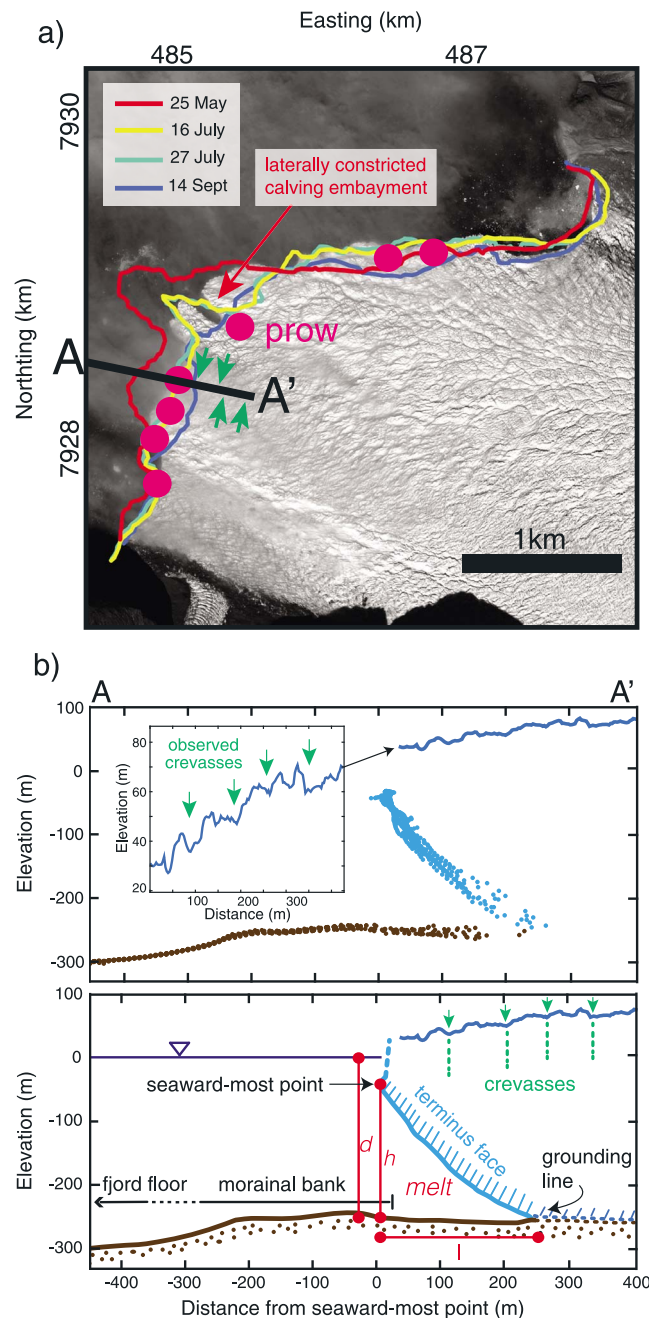 Easting (km)
a)
485
487
7930
25 May
16 July
27 July
14 Sept
laterally constricted
calving embayment
prow
A
A'
Northting (km)
7928
1km
b)
A
A'
100
0
-100
-200
-300
Elevation (m)
observed
crevasses
80
60
40
20
Elevation (m)
100
200
300
Distance (m)
100
0
-100
-200
-300
Elevation (m)
seaward-most point
crevasses
terminus face
d
h
melt
grounding
line
fjord floor
morainal bank
l
-400
-300
-200
-100
0
100
200
300
400
Distance from seaward-most point (m)